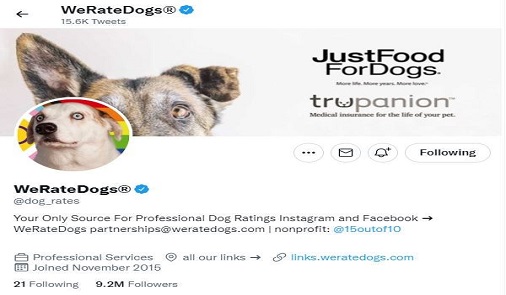 WeRateDogs®
15.6K Tweets
JustFood
ForDogs.
More life. More years. More love.
trupanion™
Medical insurance for the life of your pet.
Following
WeRateDogs®
@dog_rates
Your Only Source For Professional Dog Ratings Instagram and Facebook →
WeRateDogs partnerships@weratedogs.com | nonprofit: @15outof10
Professional Services all our links → links.weratedogs.com
Joined November 2015
21 Following 9.2M Followers